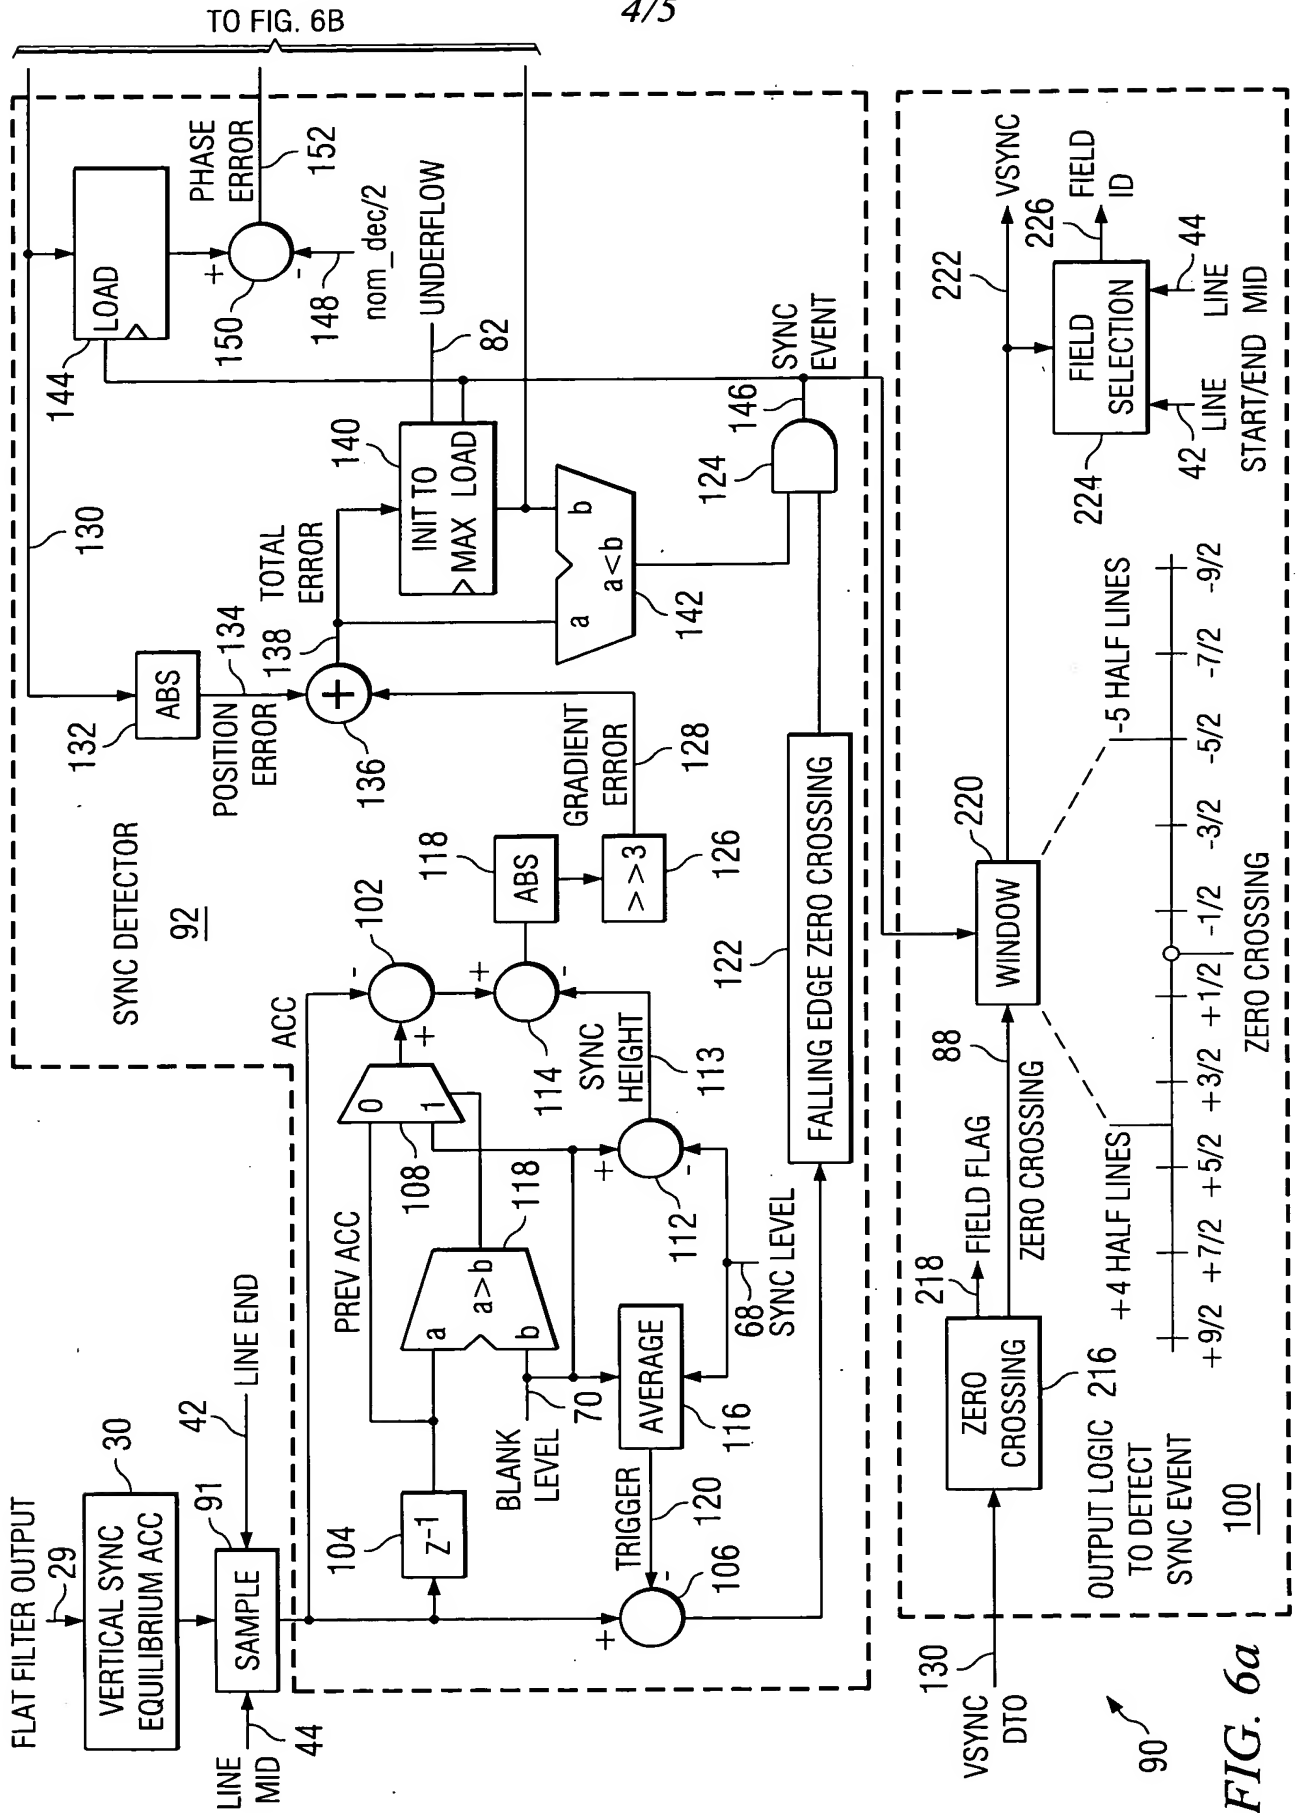 4/5
TO FIG. 6B
FLAT FILTER OUTPUT
29
VERTICAL SYNC
EQUILIBRIUM ACC
30
91
42
LINE END
SAMPLE
LINE
MID
44
SYNC DETECTOR
92
ACC
PREV ACC
104
Z-1
BLANK
LEVEL
70
a
b
a>b
118
0
1
108
+
-
102
+
-
114
SYNC
HEIGHT
113
+
-
112
68
SYNC LEVEL
AVERAGE
116
TRIGGER
120
+
-
106
118
ABS
>>3
126
GRADIENT
ERROR
128
122
FALLING EDGE ZERO CROSSING
132
ABS
134
POSITION
ERROR
130
+
136
138
TOTAL
ERROR
140
INIT TO
MAX LOAD
82
UNDERFLOW
a
b
a<b
142
124
146
SYNC
EVENT
144
LOAD
+
-
150
148
nom_dec/2
PHASE
ERROR
152
VSYNC
DTO
130
ZERO
CROSSING
216
218
FIELD FLAG
ZERO CROSSING
88
WINDOW
220
222
VSYNC
FIELD
SELECTION
224
226
FIELD
ID
42
LINE
START/END
44
LINE
MID
+4 HALF LINES
-5 HALF LINES
+9/2 +7/2 +5/2 +3/2 +1/2 -1/2 -3/2 -5/2 -7/2 -9/2
ZERO CROSSING
OUTPUT LOGIC
TO DETECT
SYNC EVENT
100
90
FIG. 6a